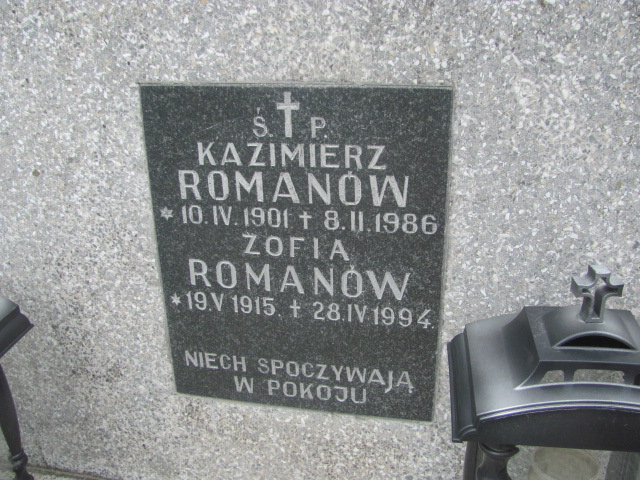 Ś. P.
KAZIMIERZ
ROMANÓW
* 10.IV.1901 † 8.II.1986
ZOFIA
ROMANÓW
* 19.V 1915. † 28.IV 1994.
NIECH SPOCZYWAJĄ
W POKOJU